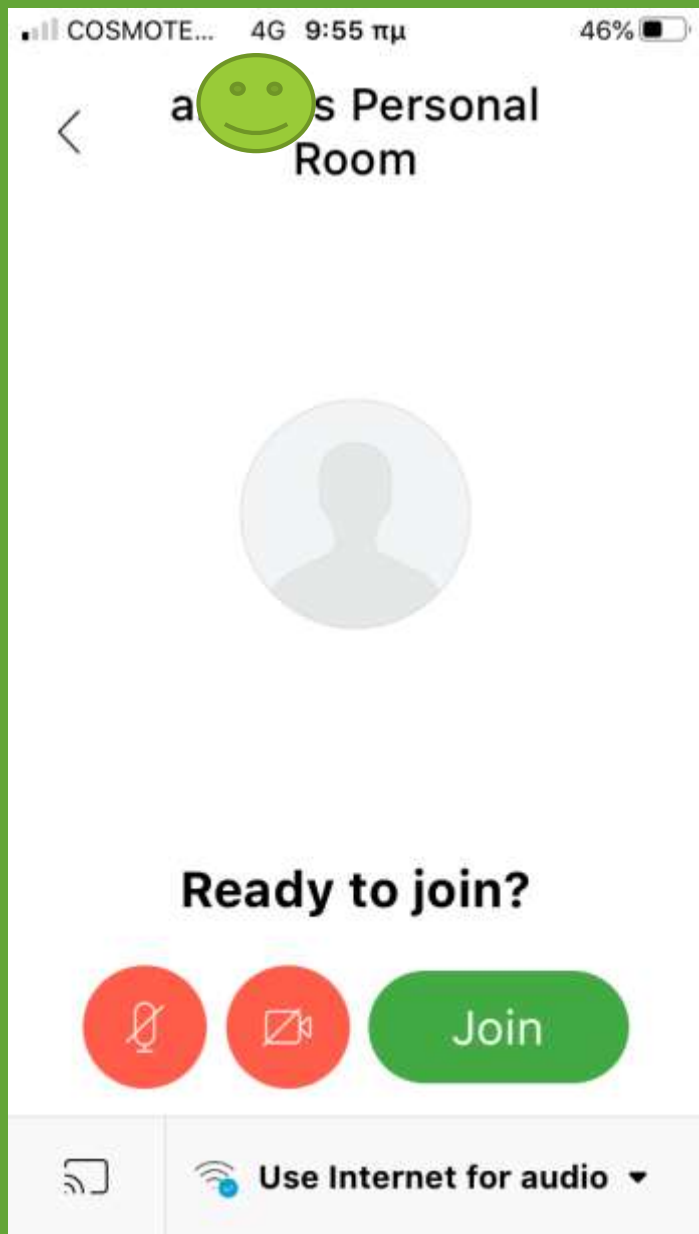 COSMOTE... 4G 9:55 πμ 46%
s Personal
Room
Ready to join?
Join
Use Internet for audio